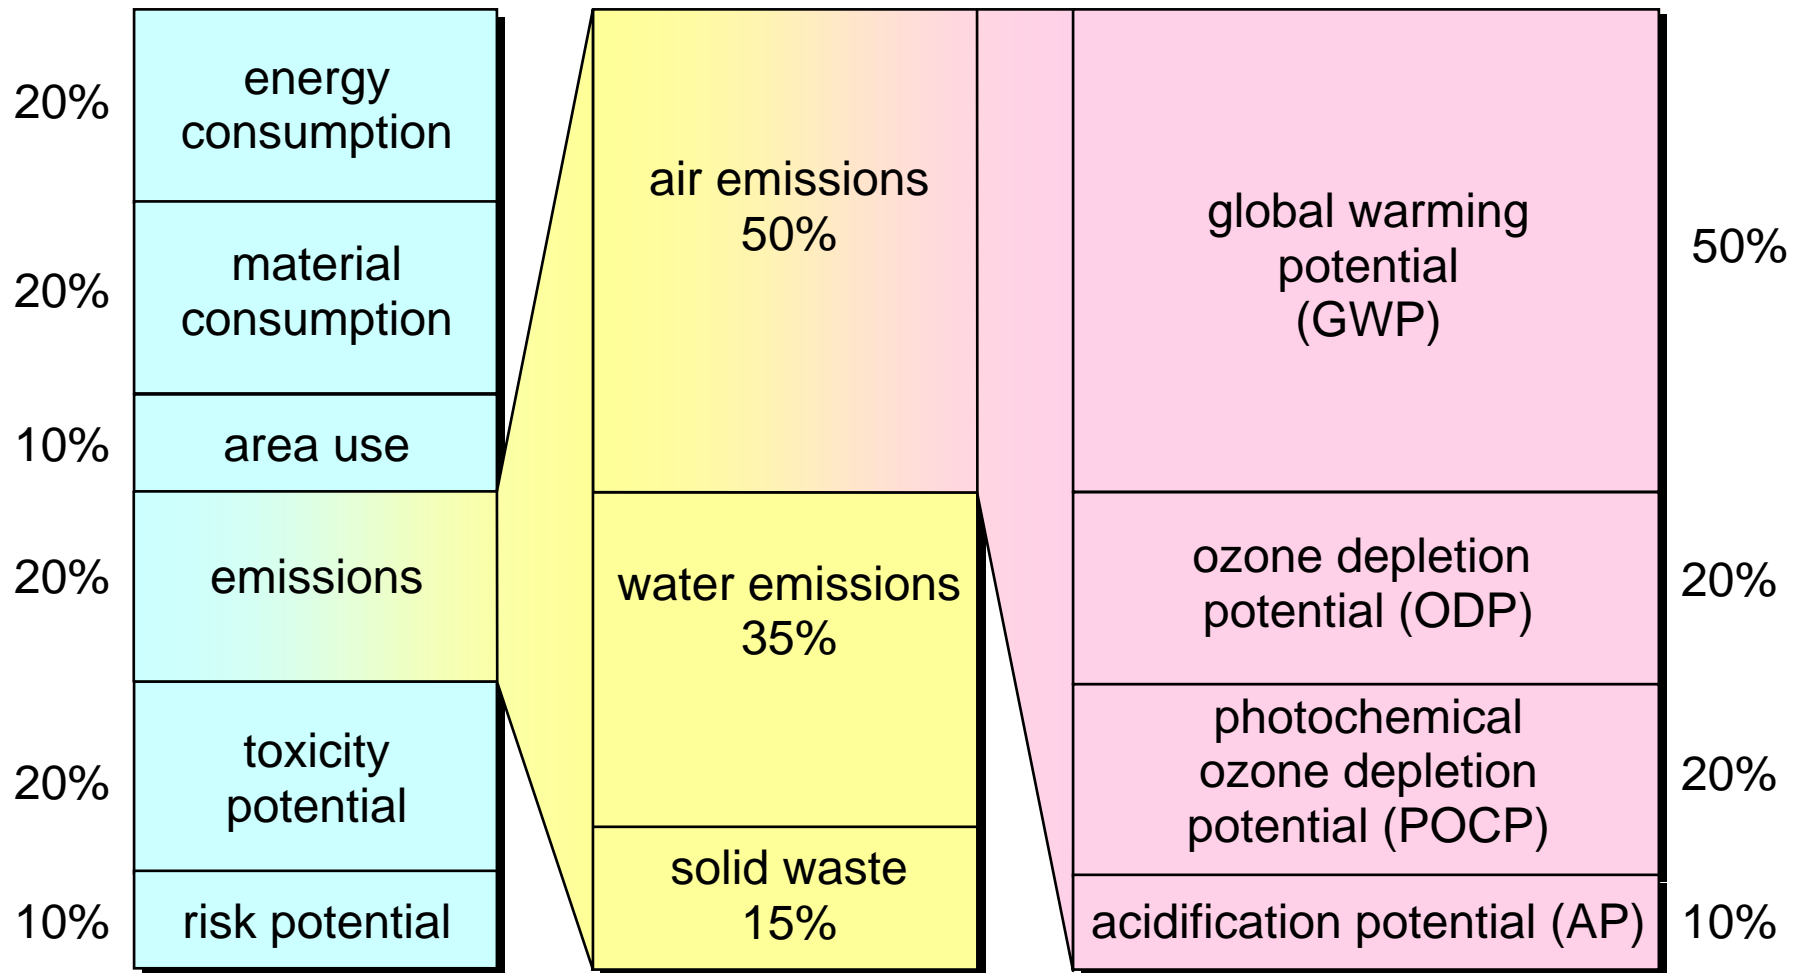 20%
energy
consumption
20%
material
consumption
10%
area use
20%
emissions
20%
toxicity
potential
10%
risk potential
air emissions
50%
water emissions
35%
solid waste
15%
global warming
potential
(GWP)
50%
ozone depletion
potential (ODP)
20%
photochemical
ozone depletion
potential (POCP)
20%
acidification potential (AP)
10%